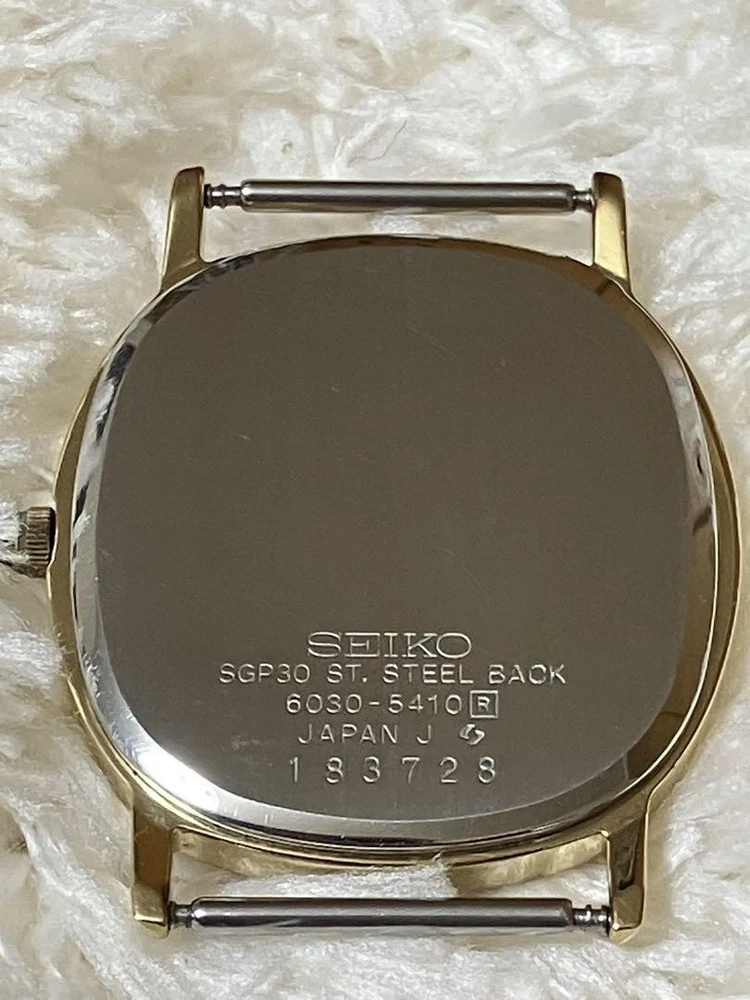 SEIKO
SGP30 ST. STEEL BACK
6030-5410 R
JAPAN J
183728